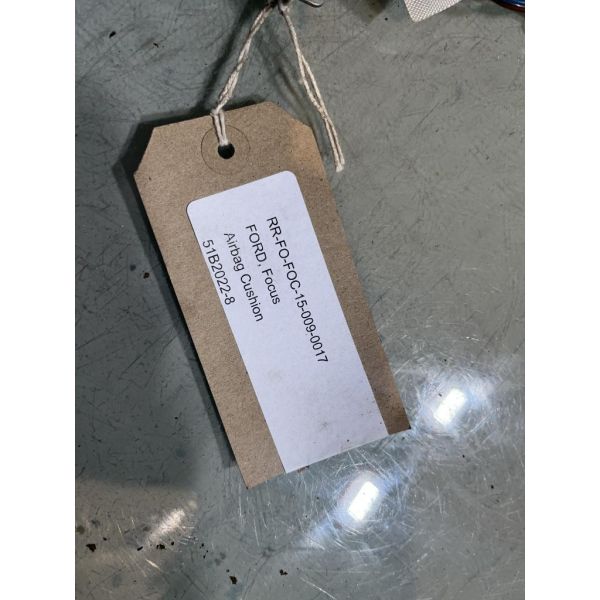 RR-FO-FOC-15-009-0017
FORD, Focus
Airbag Cushion
51B2022-8